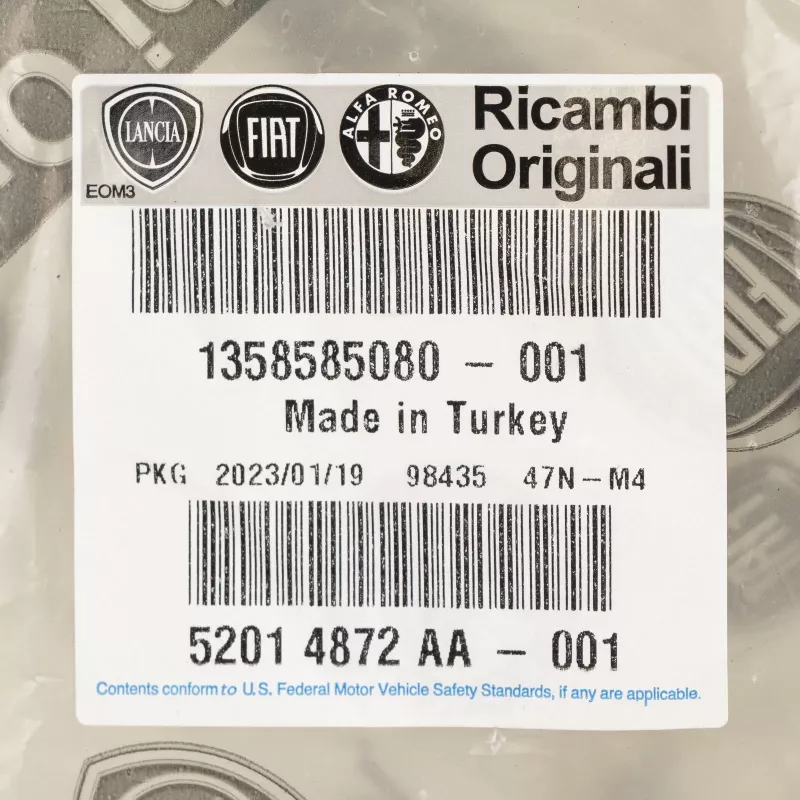 LANCIA
FIAT
ALFA ROMEO
Ricambi
Originali
EOM3
1358585080 - 001
Made in Turkey
PKG 2023/01/19 98435 47N-M4
5201 4872 AA - 001
Contents conform to U.S. Federal Motor Vehicle Safety Standards, if any are applicable.